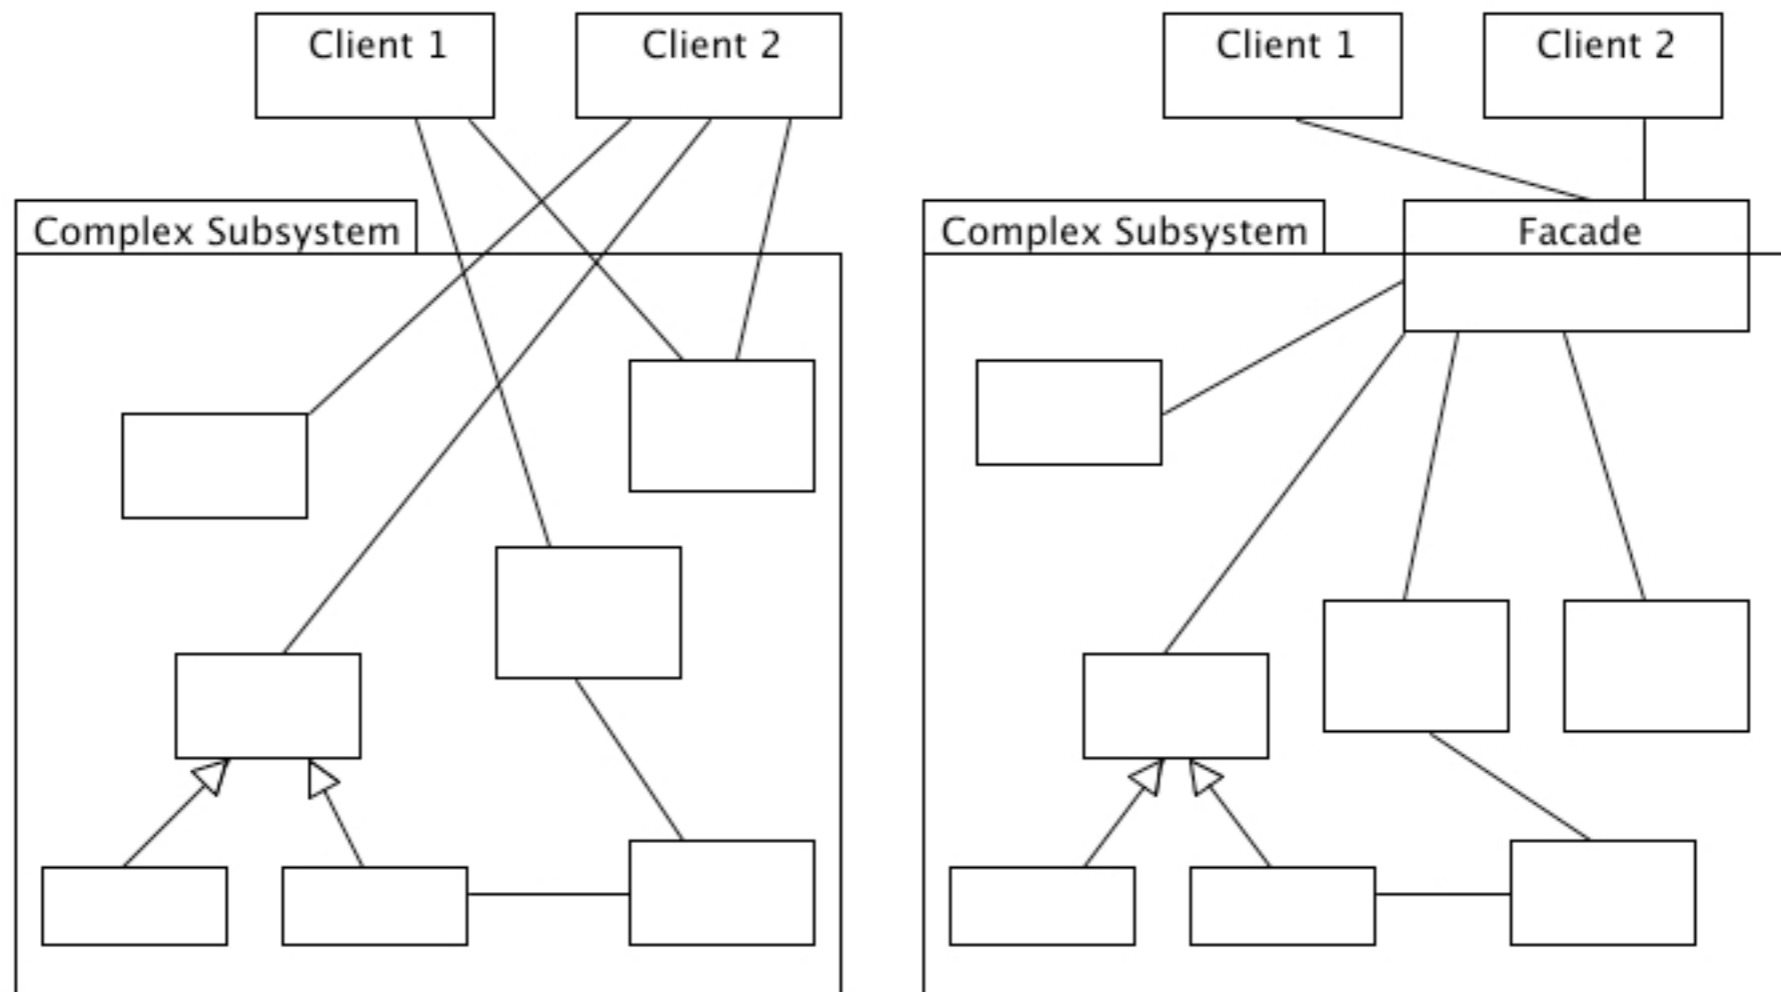 Client 1
Client 2
Complex Subsystem
Client 1
Client 2
Complex Subsystem
Facade